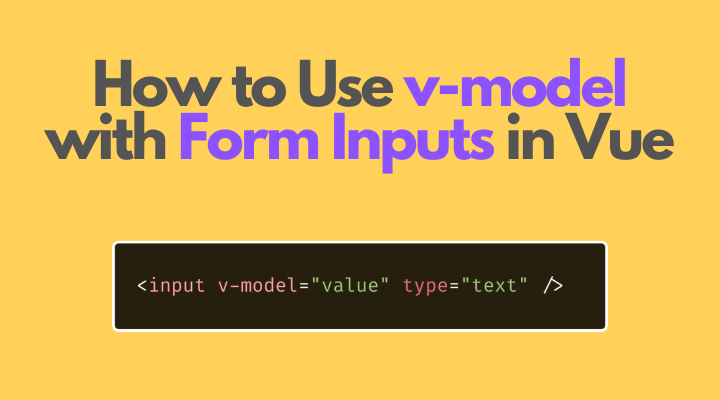 How to Use v-model
with Form Inputs in Vue
<input v-model="value" type="text" />